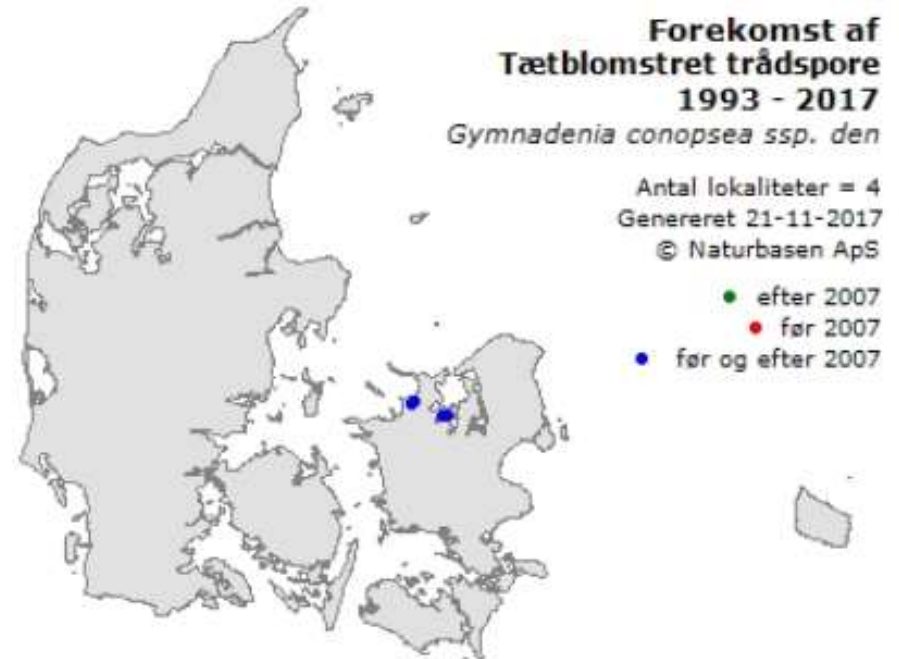 Forekomst af
Tætblomstret trådspore
1993 - 2017
Gymnadenia conopsea ssp. den
Antal lokaliteter = 4
Genereret 21-11-2017
© Naturbasen ApS
efter 2007
før 2007
før og efter 2007